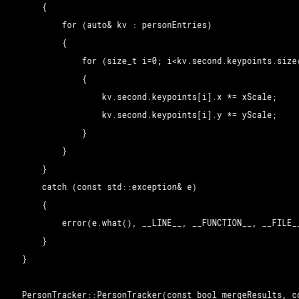 {
for (auto& kv : personEntries)
{
for (size_t i=0; i<kv.second.keypoints.size
{
kv.second.keypoints[i].x *= xScale;
kv.second.keypoints[i].y *= yScale;
}
}
}
catch (const std::exception& e)
{
error(e.what(), __LINE__, __FUNCTION__, __FILE__
}
}
PersonTracker::PersonTracker(const bool mergeResults, co